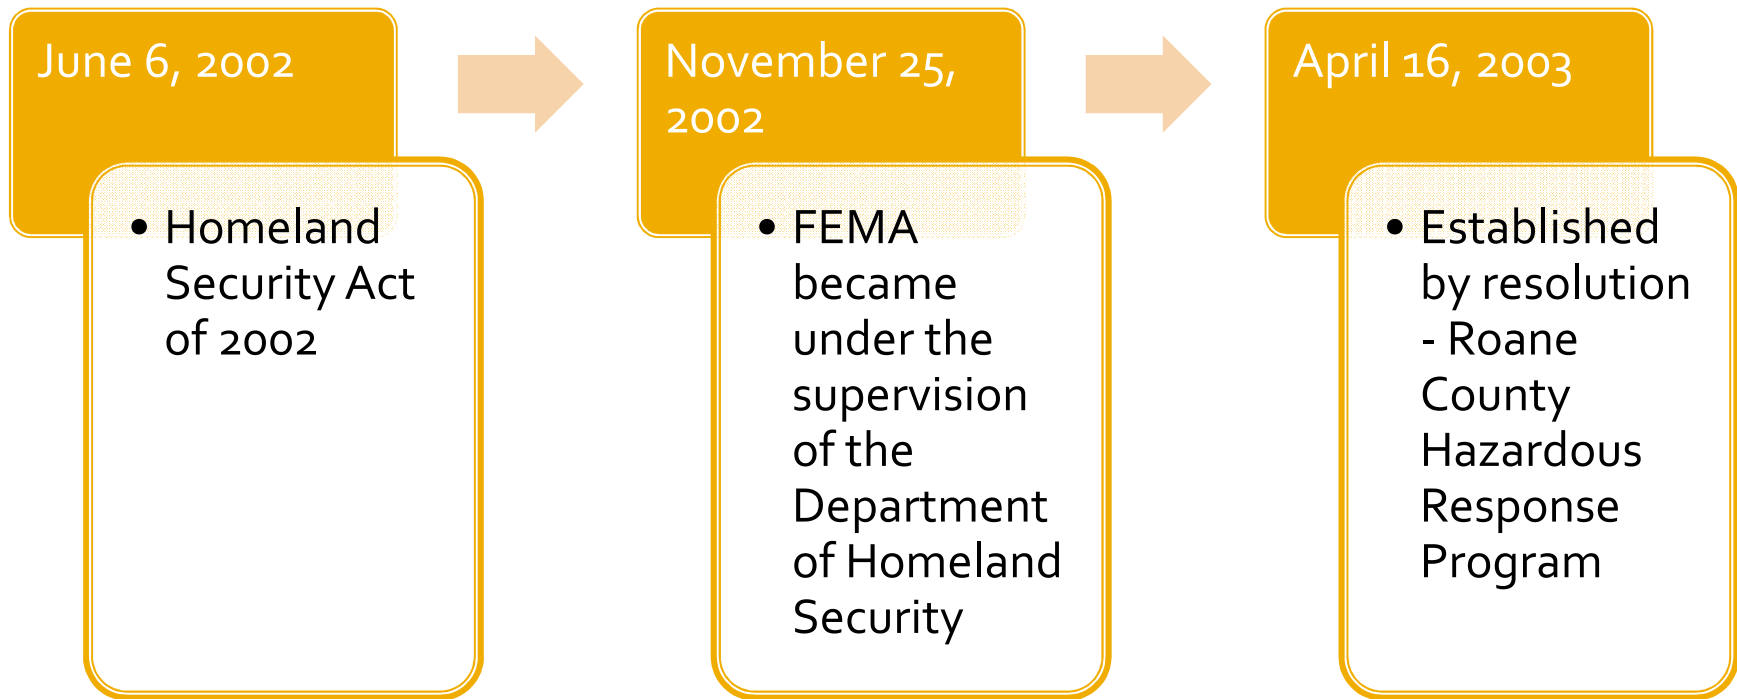 June 6, 2002
• Homeland
Security Act
of 2002
November 25,
2002
• FEMA
became
under the
supervision
of the
Department
of Homeland
Security
April 16, 2003
• Established
by resolution
- Roane
County
Hazardous
Response
Program